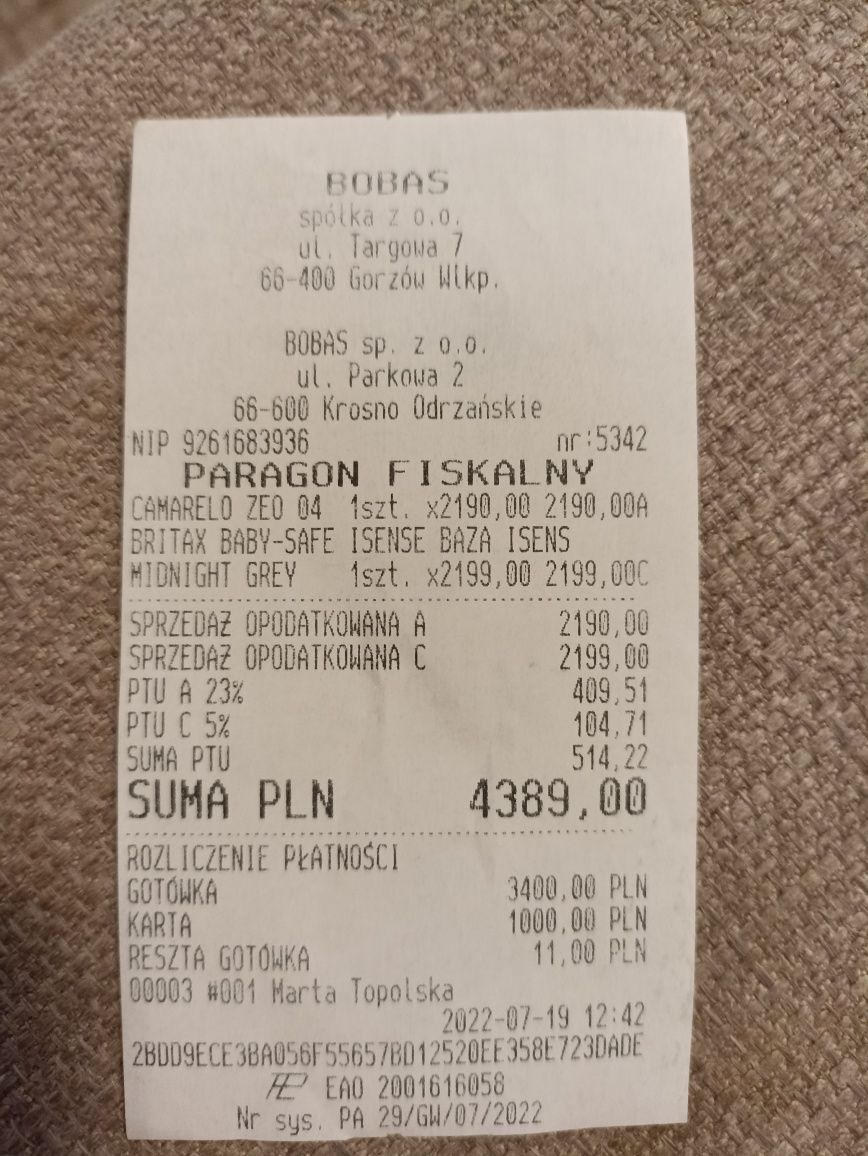 BOBAS
spółka z o.o.
ul. Targowa 7
66-400 Gorzów Wlkp.
BOBAS sp. z o.o.
ul. Parkowa 2
66-600 Krosno Odrzańskie
NIP 9261683936 nr:5342
PARAGON FISKALNY
CAMARELO ZEO 04 1szt. x2190,00 2190,00A
BRITAX BABY-SAFE ISENSE BAZA ISENS
MIDNIGHT GREY 1szt. x2199,00 2199,00C
SPRZEDAŻ OPODATKOWANA A 2190,00
SPRZEDAŻ OPODATKOWANA C 2199,00
PTU A 23% 409,51
PTU C 5% 104,71
SUMA PTU 514,22
SUMA PLN 4389,00
ROZLICZENIE PŁATNOŚCI
GOTÓWKA 3400,00 PLN
KARTA 1000,00 PLN
RESZTA GOTÓWKA 11,00 PLN
00003 #001 Marta Topolska
2022-07-19 12:42
2BDD9ECE3BA056F55657BD12520EE358E723DADE
EAO 2001616058
Nr sys. PA 29/GW/07/2022